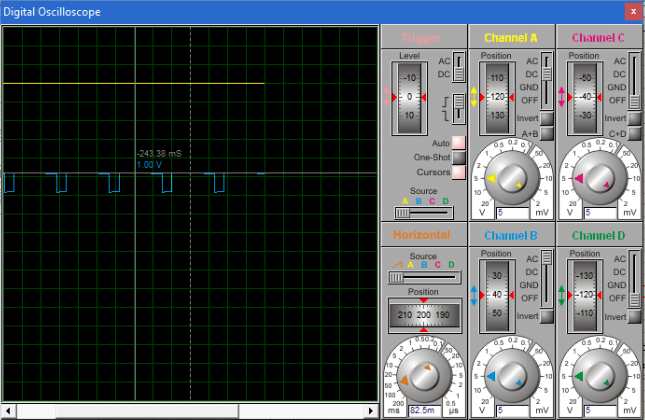 Digital Oscilloscope
x
-243.38 mS
1.00 V
Trigger
Level
-10
0
10
AC
DC
Auto
One-Shot
Cursors
Source
A B C D
Channel A
Position
110
120
130
AC
DC
GND
OFF
Invert
A+B
V 5 mV
Channel C
Position
-50
-40
-30
AC
DC
GND
OFF
Invert
C+D
V 5 mV
Horizontal
Source
A B C D
Position
210 200 190
ms 82.5m µs
Channel B
Position
30
40
50
AC
DC
GND
OFF
Invert
V 5 mV
Channel D
Position
-130
-120
-110
AC
DC
GND
OFF
Invert
V 5 mV